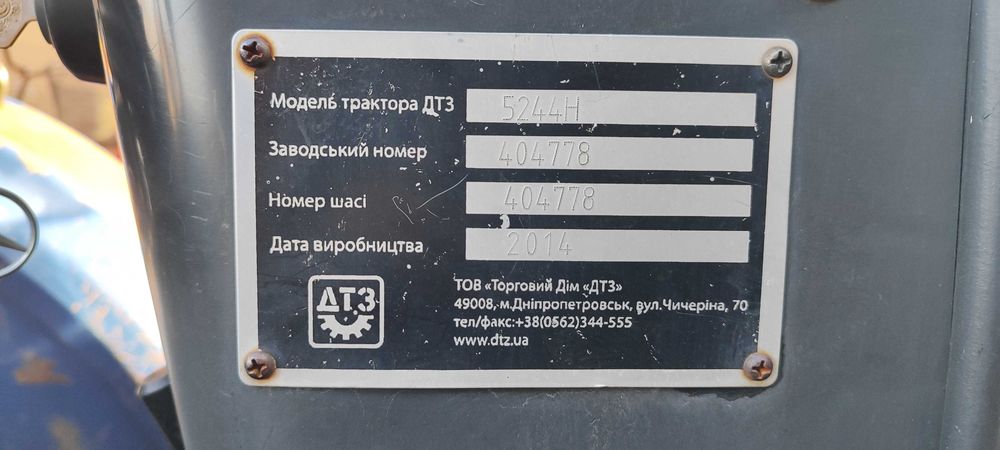 Модель трактора ДТЗ 5244Н
Заводський номер 404778
Номер шасі 404778
Дата виробництва 2014
ДТЗ
ТОВ «Торговий Дім «ДТЗ»
49008, м.Дніпропетровськ, вул.Чичеріна, 70
тел/факс:+38(0562)344-555
www.dtz.ua